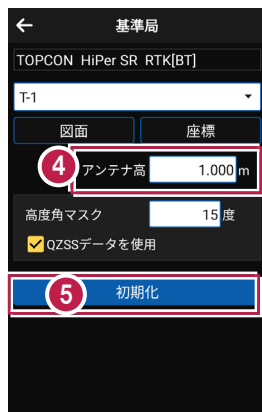 基準局
TOPCON HiPer SR RTK[BT]
T-1
図面 座標
4 アンテナ高 1.000 m
高度角マスク 15 度
QZSSデータを使用
5 初期化